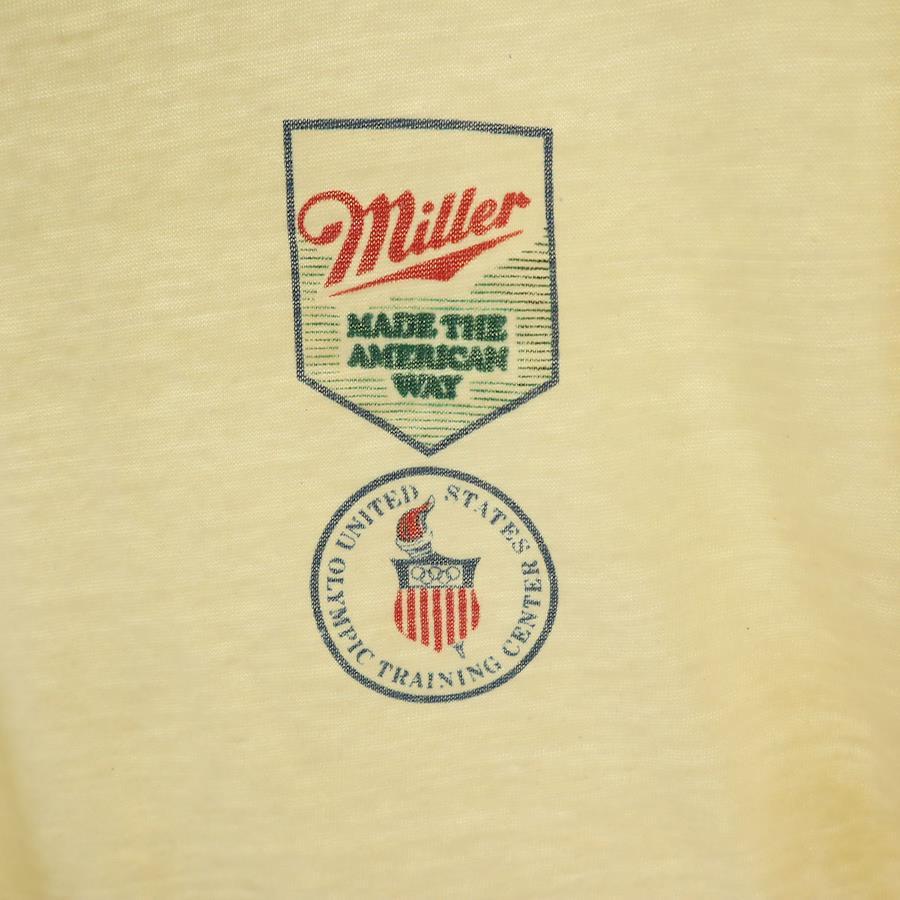 Miller
MADE THE
AMERICAN
WAY
UNITED STATES
OLYMPIC TRAINING CENTER